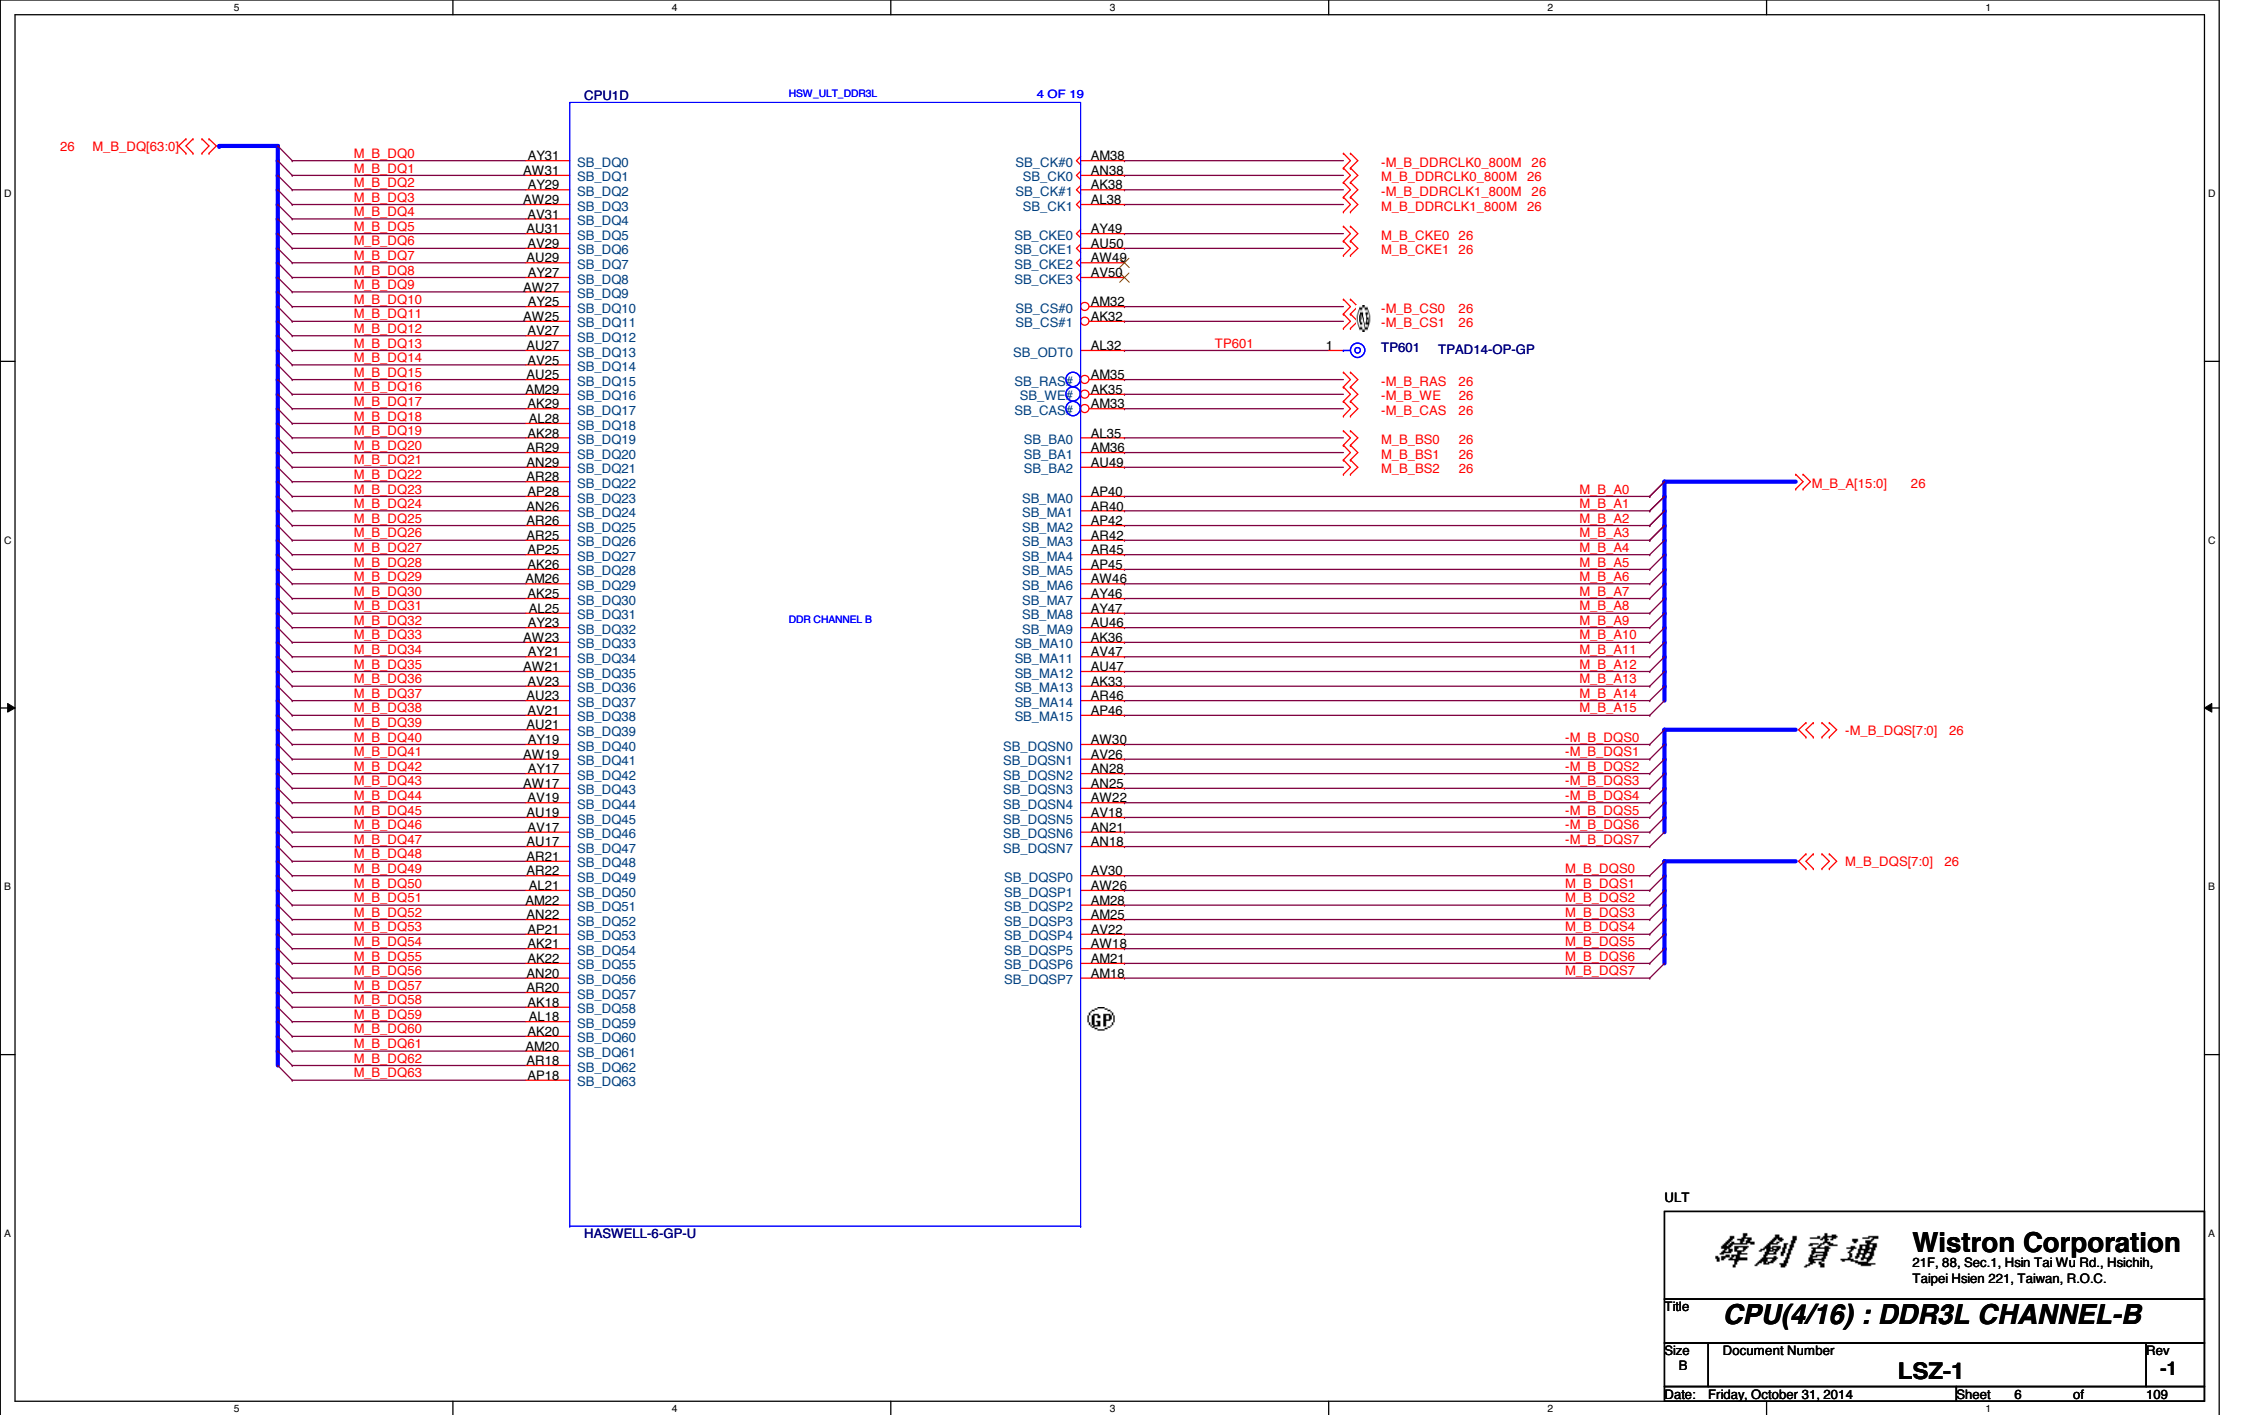 5 4 3 2 1
D D
C C
B B
A A
CPU1D HSW_ULT_DDR3L 4 OF 19
26 M_B_DQ[63:0]
M_B_DQ0 AY31 SB_DQ0
M_B_DQ1 AW31 SB_DQ1
M_B_DQ2 AY29 SB_DQ2
M_B_DQ3 AW29 SB_DQ3
M_B_DQ4 AV31 SB_DQ4
M_B_DQ5 AU31 SB_DQ5
M_B_DQ6 AV29 SB_DQ6
M_B_DQ7 AU29 SB_DQ7
M_B_DQ8 AY27 SB_DQ8
M_B_DQ9 AW27 SB_DQ9
M_B_DQ10 AY25 SB_DQ10
M_B_DQ11 AW25 SB_DQ11
M_B_DQ12 AV27 SB_DQ12
M_B_DQ13 AU27 SB_DQ13
M_B_DQ14 AV25 SB_DQ14
M_B_DQ15 AU25 SB_DQ15
M_B_DQ16 AM29 SB_DQ16
M_B_DQ17 AK29 SB_DQ17
M_B_DQ18 AL28 SB_DQ18
M_B_DQ19 AK28 SB_DQ19
M_B_DQ20 AR29 SB_DQ20
M_B_DQ21 AN29 SB_DQ21
M_B_DQ22 AR28 SB_DQ22
M_B_DQ23 AP28 SB_DQ23
M_B_DQ24 AN26 SB_DQ24
M_B_DQ25 AR26 SB_DQ25
M_B_DQ26 AR25 SB_DQ26
M_B_DQ27 AP25 SB_DQ27
M_B_DQ28 AK26 SB_DQ28
M_B_DQ29 AM26 SB_DQ29
M_B_DQ30 AK25 SB_DQ30
M_B_DQ31 AL25 SB_DQ31
M_B_DQ32 AY23 SB_DQ32
M_B_DQ33 AW23 SB_DQ33
M_B_DQ34 AY21 SB_DQ34
M_B_DQ35 AW21 SB_DQ35
M_B_DQ36 AV23 SB_DQ36
M_B_DQ37 AU23 SB_DQ37
M_B_DQ38 AV21 SB_DQ38
M_B_DQ39 AU21 SB_DQ39
M_B_DQ40 AY19 SB_DQ40
M_B_DQ41 AW19 SB_DQ41
M_B_DQ42 AY17 SB_DQ42
M_B_DQ43 AW17 SB_DQ43
M_B_DQ44 AV19 SB_DQ44
M_B_DQ45 AU19 SB_DQ45
M_B_DQ46 AV17 SB_DQ46
M_B_DQ47 AU17 SB_DQ47
M_B_DQ48 AR21 SB_DQ48
M_B_DQ49 AR22 SB_DQ49
M_B_DQ50 AL21 SB_DQ50
M_B_DQ51 AM22 SB_DQ51
M_B_DQ52 AN22 SB_DQ52
M_B_DQ53 AP21 SB_DQ53
M_B_DQ54 AK21 SB_DQ54
M_B_DQ55 AK22 SB_DQ55
M_B_DQ56 AN20 SB_DQ56
M_B_DQ57 AR20 SB_DQ57
M_B_DQ58 AK18 SB_DQ58
M_B_DQ59 AL18 SB_DQ59
M_B_DQ60 AK20 SB_DQ60
M_B_DQ61 AM20 SB_DQ61
M_B_DQ62 AR18 SB_DQ62
M_B_DQ63 AP18 SB_DQ63
DDR CHANNEL B
SB_CK#0 AM38 -M_B_DDRCLK0_800M 26
SB_CK0 AN38 M_B_DDRCLK0_800M 26
SB_CK#1 AK38 -M_B_DDRCLK1_800M 26
SB_CK1 AL38 M_B_DDRCLK1_800M 26
SB_CKE0 AY49 M_B_CKE0 26
SB_CKE1 AU50 M_B_CKE1 26
SB_CKE2 AW49
SB_CKE3 AV50
SB_CS#0 AM32 -M_B_CS0 26
SB_CS#1 AK32 -M_B_CS1 26
SB_ODT0 AL32 TP601 1 TP601 TPAD14-OP-GP
SB_RAS# AM35 -M_B_RAS 26
SB_WE# AK35 -M_B_WE 26
SB_CAS# AM33 -M_B_CAS 26
SB_BA0 AL35 M_B_BS0 26
SB_BA1 AM36 M_B_BS1 26
SB_BA2 AU49 M_B_BS2 26
M_B_A[15:0] 26
SB_MA0 AP40 M_B_A0
SB_MA1 AR40 M_B_A1
SB_MA2 AP42 M_B_A2
SB_MA3 AR42 M_B_A3
SB_MA4 AR45 M_B_A4
SB_MA5 AP45 M_B_A5
SB_MA6 AW46 M_B_A6
SB_MA7 AY46 M_B_A7
SB_MA8 AY47 M_B_A8
SB_MA9 AU46 M_B_A9
SB_MA10 AK36 M_B_A10
SB_MA11 AV47 M_B_A11
SB_MA12 AU47 M_B_A12
SB_MA13 AK33 M_B_A13
SB_MA14 AR46 M_B_A14
SB_MA15 AP46 M_B_A15
-M_B_DQS[7:0] 26
SB_DQSN0 AW30 -M_B_DQS0
SB_DQSN1 AV26 -M_B_DQS1
SB_DQSN2 AN28 -M_B_DQS2
SB_DQSN3 AN25 -M_B_DQS3
SB_DQSN4 AW22 -M_B_DQS4
SB_DQSN5 AV18 -M_B_DQS5
SB_DQSN6 AN21 -M_B_DQS6
SB_DQSN7 AN18 -M_B_DQS7
M_B_DQS[7:0] 26
SB_DQSP0 AV30 M_B_DQS0
SB_DQSP1 AW26 M_B_DQS1
SB_DQSP2 AM28 M_B_DQS2
SB_DQSP3 AM25 M_B_DQS3
SB_DQSP4 AV22 M_B_DQS4
SB_DQSP5 AW18 M_B_DQS5
SB_DQSP6 AM21 M_B_DQS6
SB_DQSP7 AM18 M_B_DQS7
GP
HASWELL-6-GP-U
ULT
緯創資通 Wistron Corporation
21F, 88, Sec.1, Hsin Tai Wu Rd., Hsichih,
Taipei Hsien 221, Taiwan, R.O.C.
Title CPU(4/16) : DDR3L CHANNEL-B
Size B Document Number LSZ-1 Rev -1
Date: Friday, October 31, 2014 Sheet 6 of 109
5 4 3 2 1